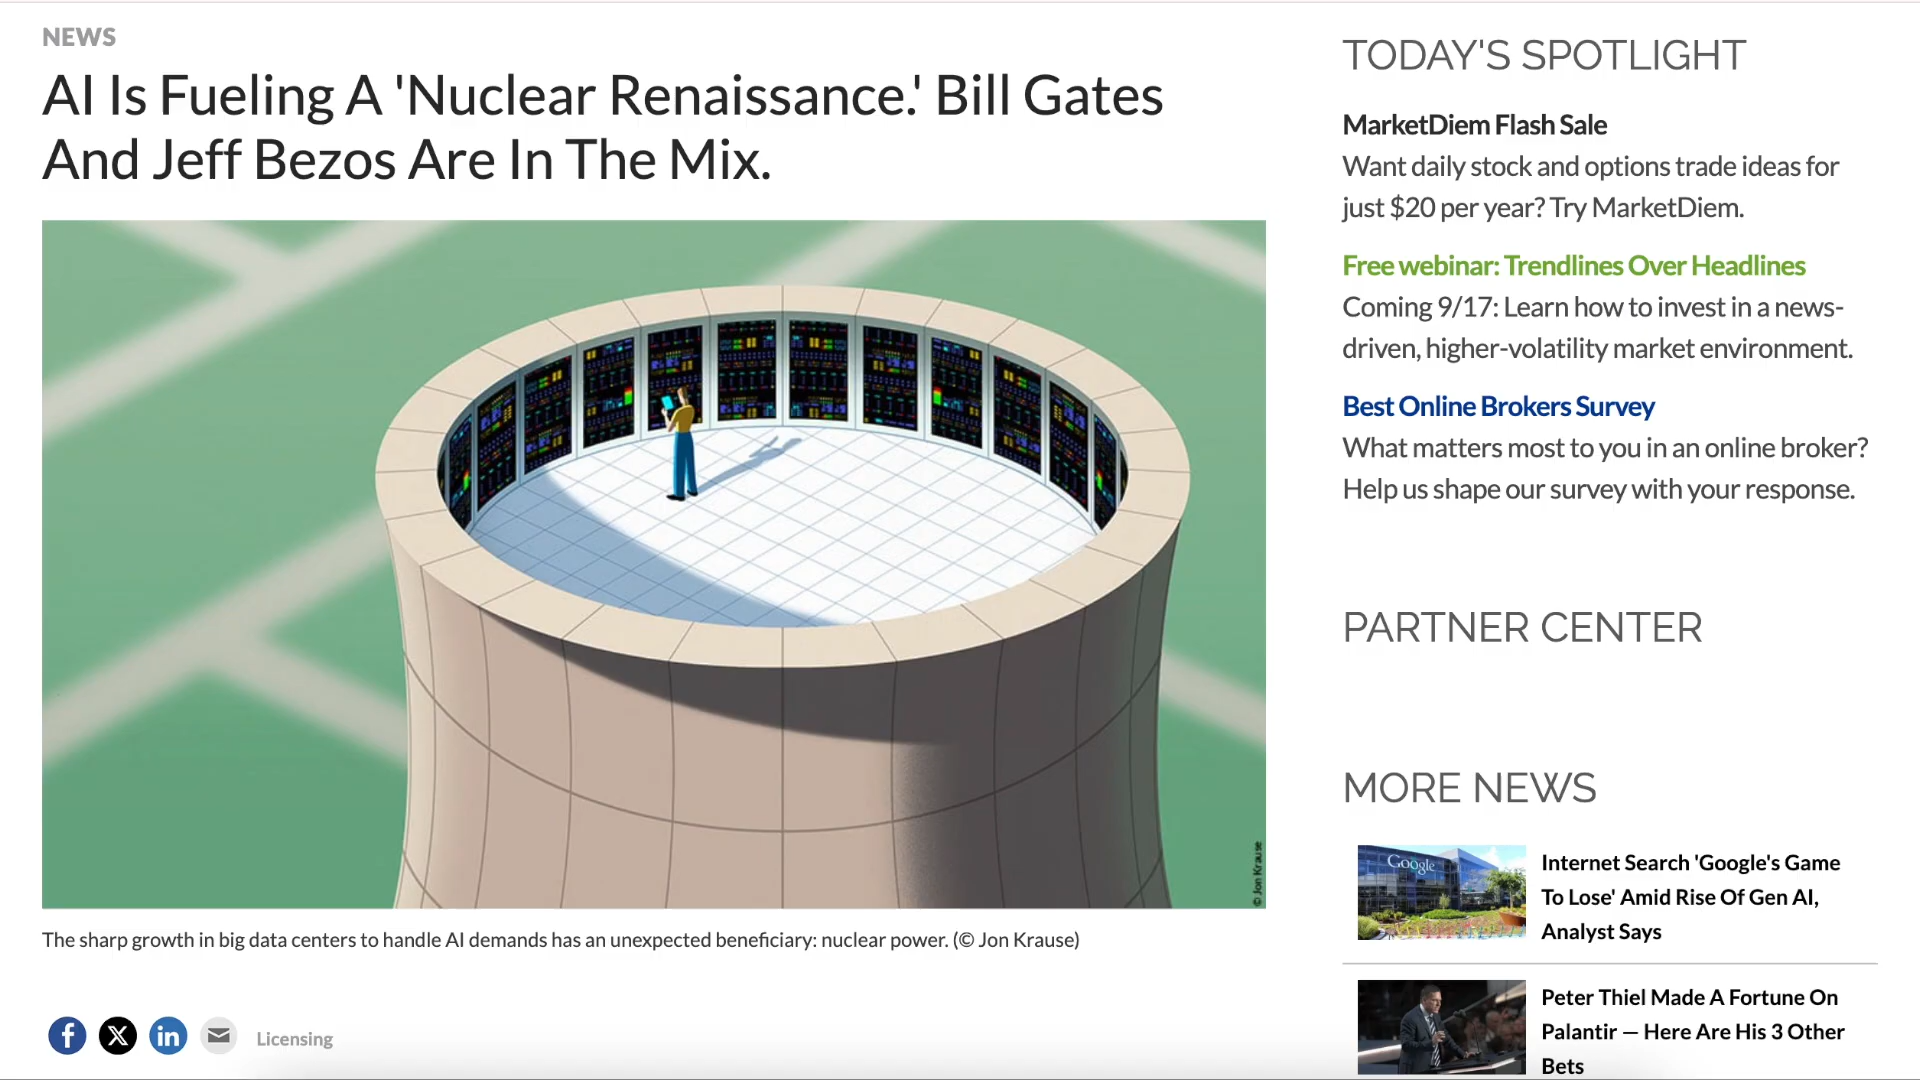 NEWS
AI Is Fueling A 'Nuclear Renaissance.' Bill Gates
And Jeff Bezos Are In The Mix.
© Jon Krause
The sharp growth in big data centers to handle AI demands has an unexpected beneficiary: nuclear power. (© Jon Krause)
f X in Licensing
TODAY'S SPOTLIGHT
MarketDiem Flash Sale
Want daily stock and options trade ideas for
just $20 per year? Try MarketDiem.
Free webinar: Trendlines Over Headlines
Coming 9/17: Learn how to invest in a news-
driven, higher-volatility market environment.
Best Online Brokers Survey
What matters most to you in an online broker?
Help us shape our survey with your response.
PARTNER CENTER
MORE NEWS
Google
Internet Search 'Google's Game
To Lose' Amid Rise Of Gen AI,
Analyst Says
Peter Thiel Made A Fortune On
Palantir — Here Are His 3 Other
Bets